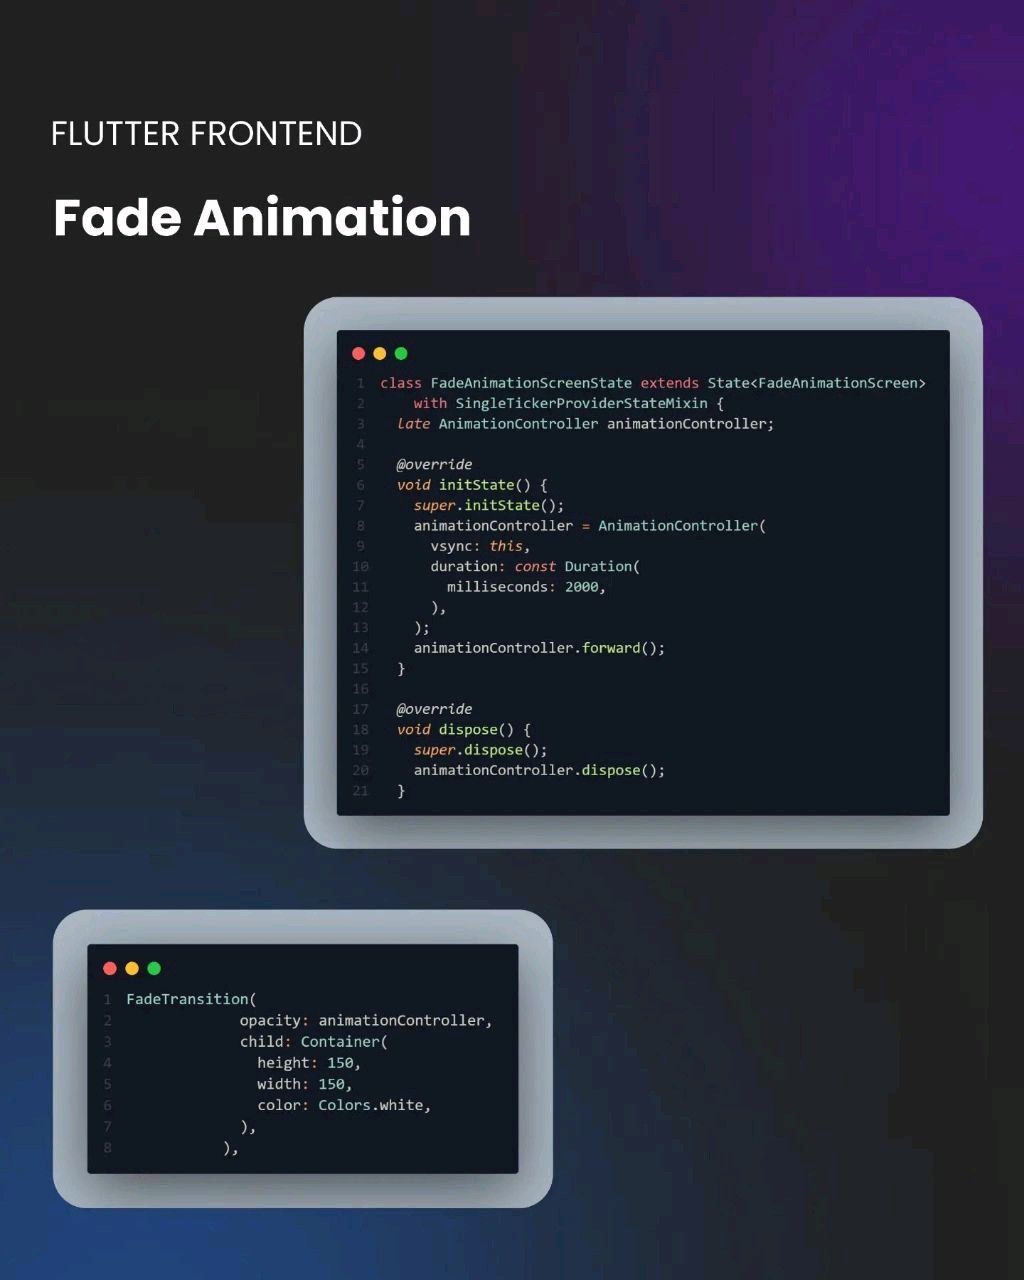 FLUTTER FRONTEND
Fade Animation
1 class FadeAnimationScreenState extends State<FadeAnimationScreen>
2     with SingleTickerProviderStateMixin {
3   late AnimationController animationController;
4
5   @override
6   void initState() {
7     super.initState();
8     animationController = AnimationController(
9       vsync: this,
10       duration: const Duration(
11         milliseconds: 2000,
12       ),
13     );
14     animationController.forward();
15   }
16
17   @override
18   void dispose() {
19     super.dispose();
20     animationController.dispose();
21   }
1 FadeTransition(
2              opacity: animationController,
3              child: Container(
4                height: 150,
5                width: 150,
6                color: Colors.white,
7              ),
8            ),